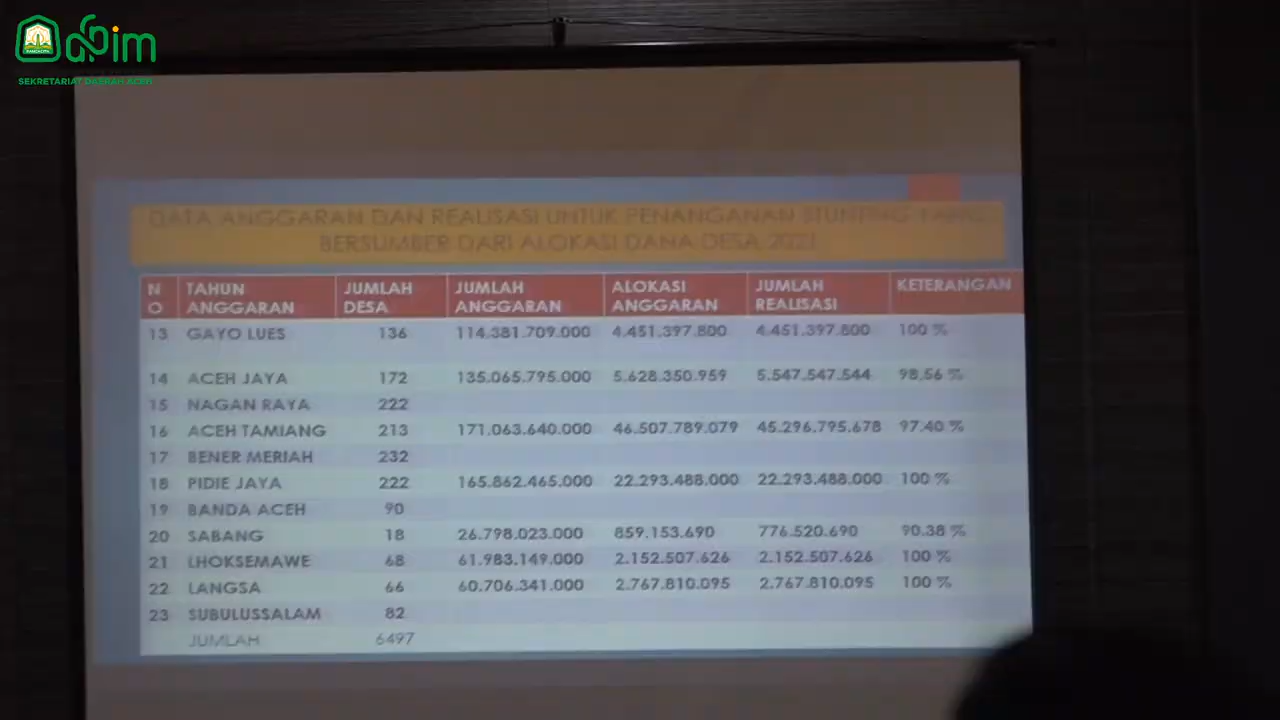 adpim
SEKRETARIAT DAERAH ACEH
DATA ANGGARAN DAN REALISASI UNTUK PENANGANAN STUNTING YANG
BERSUMBER DARI ALOKASI DANA DESA 2021
NO TAHUN ANGGARAN JUMLAH DESA JUMLAH ANGGARAN ALOKASI ANGGARAN JUMLAH REALISASI KETERANGAN
13 GAYO LUES 136 114.381.709.000 4.451.397.800 4.451.397.800 100 %
14 ACEH JAYA 172 135.065.795.000 5.628.350.959 5.547.547.544 98.56 %
15 NAGAN RAYA 222
16 ACEH TAMIANG 213 171.063.640.000 46.507.789.079 45.296.795.678 97.40 %
17 BENER MERIAH 232
18 PIDIE JAYA 222 165.862.465.000 22.293.488.000 22.293.488.000 100 %
19 BANDA ACEH 90
20 SABANG 18 26.798.023.000 859.153.690 776.520.690 90.38 %
21 LHOKSEMAWE 68 61.983.149.000 2.152.507.626 2.152.507.626 100 %
22 LANGSA 66 60.706.341.000 2.767.810.095 2.767.810.095 100 %
23 SUBULUSSALAM 82
JUMLAH 6497